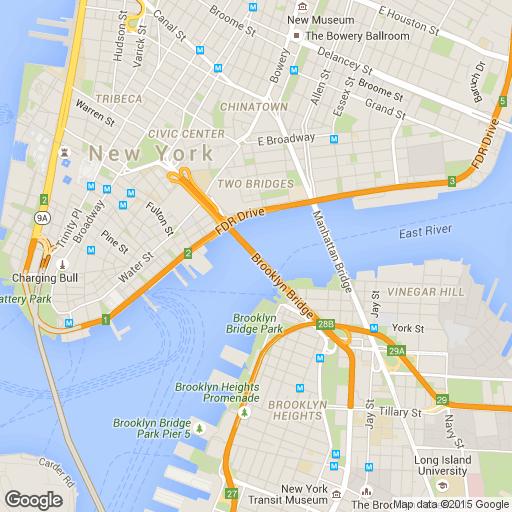 E Houston St
New Museum
The Bowery Ballroom
Hudson St
Varick St
Canal St
Broome St
Bowery
Delancey St
Broome St
Baruch Dr
Allen St
Essex St
Grand St
5
TRIBECA
CHINATOWN
Warren St
CIVIC CENTER
E Broadway
FDR Drive
New York
TWO BRIDGES
3
2
9A
Trinity Pl
Broadway
Fulton St
FDR Drive
Manhattan Bridge
East River
Pine St
Water St
2
Charging Bull
Brooklyn Bridge
attery Park
VINEGAR HILL
Jay St
1
Brooklyn
Bridge Park
28B
York St
29A
Brooklyn Heights
Promenade
BROOKLYN
HEIGHTS
29
Tillary St
Jay St
Navy St
Brooklyn Bridge
Park Pier 5
Carder Rd
Long Island
University
27
New York
Transit Museum
The Broo
Google
Map data ©2015 Google